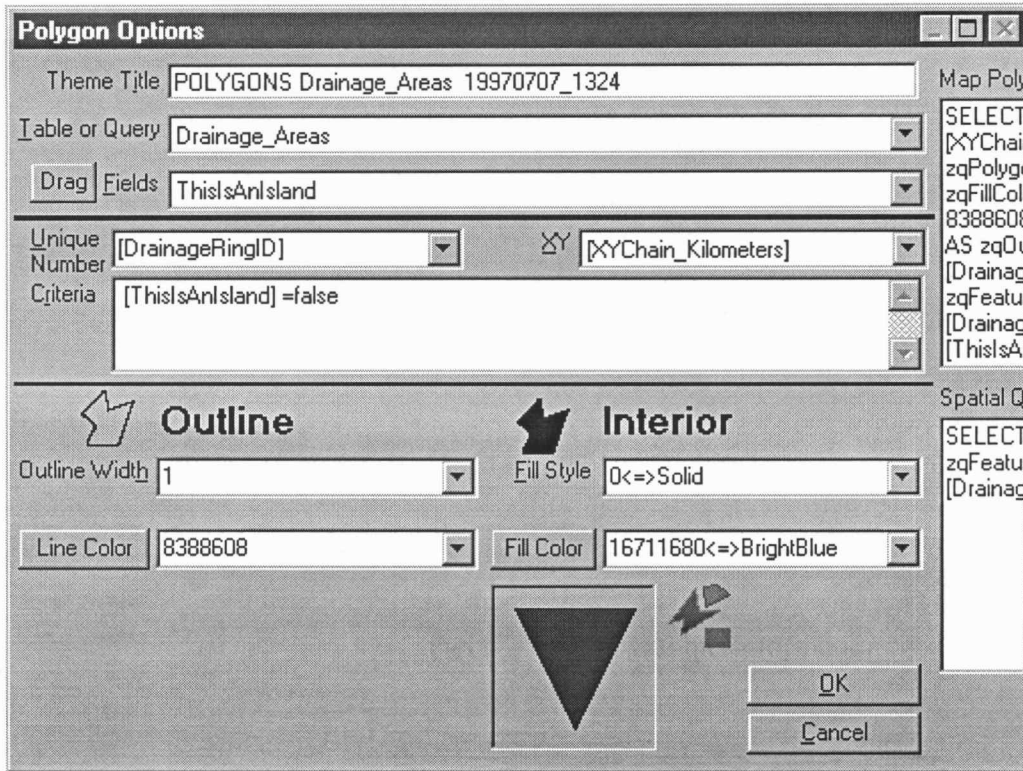 Polygon Options
Theme Title POLYGONS Drainage_Areas 19970707_1324
Table or Query Drainage_Areas
Drag Fields ThisIsAnIsland
Unique Number [DrainageRingID]
XY [XYChain_Kilometers]
Criteria [ThisIsAnIsland] =false
Outline
Interior
Outline Width 1
Fill Style 0<=>Solid
Line Color 8388608
Fill Color 16711680<=>BrightBlue
OK
Cancel
Map Poly
SELECT
[XYChai
zqPolyg
zqFillCol
8388608
AS zqOu
[Drainag
zqFeatu
[Drainag
[ThisIsA
Spatial Q
SELECT
zqFeatu
[Drainag